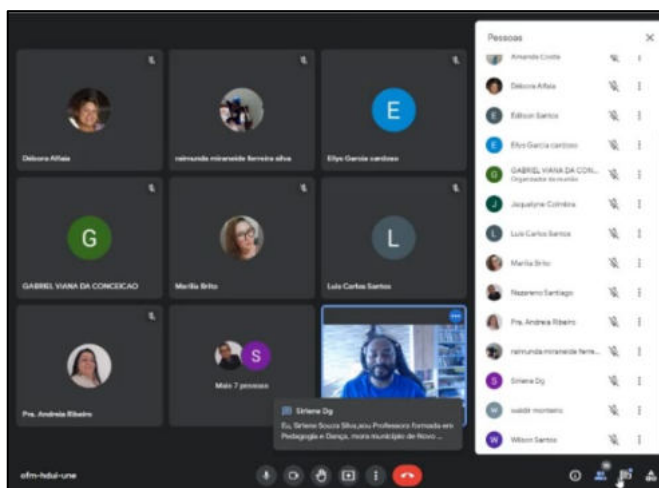 Débora Alfaia
raimunda miraneide ferreira silva
Ellys Garcia cardoso
G
E
GABRIEL VIANA DA CONCEICAO
Marilia Brito
L
Luis Carlos Santos
Pra. Andreia Ribeiro
S
Mais 7 pessoas
Sirlene Dg
Eu, Sirlene Souza Silva,sou Professora formada em
Pedagogia e Dança, moro município de Novo ...
ofm-hdui-une
Pessoas
Amanda Costa
Débora Alfaia
E
Edilson Santos
E
Ellys Garcia cardoso
G
GABRIEL VIANA DA CON...
Organizador da reunião
J
Jaquelyne Coimbra
L
Luis Carlos Santos
Marilia Brito
Nazareno Santiago
Pra. Andreia Ribeiro
raimunda miraneide ferre...
S
Sirlene Dg
W
waldir monteiro
W
Wilson Santos